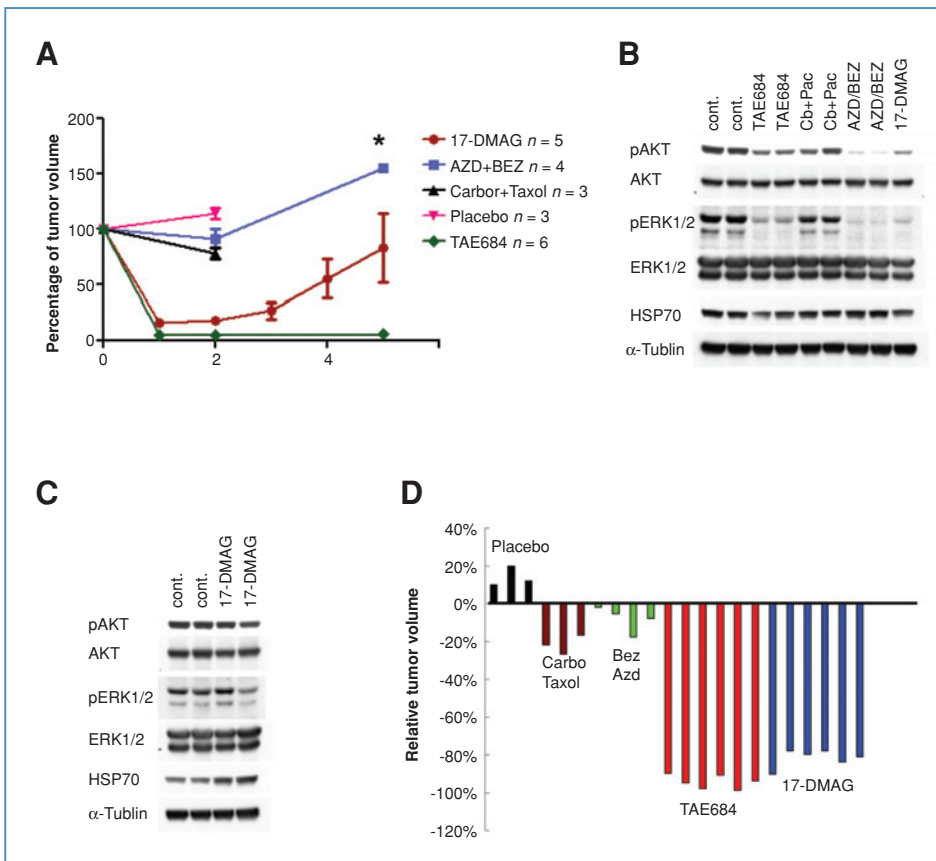 A
Percentage of tumor volume
200
150
100
50
0
0
2
4
*
17-DMAG n = 5
AZD+BEZ n = 4
Carbor+Taxol n = 3
Placebo n = 3
TAE684 n = 6
B
cont.
cont.
TAE684
TAE684
Cb+Pac
Cb+Pac
AZD/BEZ
AZD/BEZ
17-DMAG
pAKT
AKT
pERK1/2
ERK1/2
HSP70
α-Tublin
C
cont.
cont.
17-DMAG
17-DMAG
pAKT
AKT
pERK1/2
ERK1/2
HSP70
α-Tublin
D
Relative tumor volume
40%
20%
0%
-20%
-40%
-60%
-80%
-100%
-120%
Placebo
Carbo
Taxol
Bez
Azd
TAE684
17-DMAG